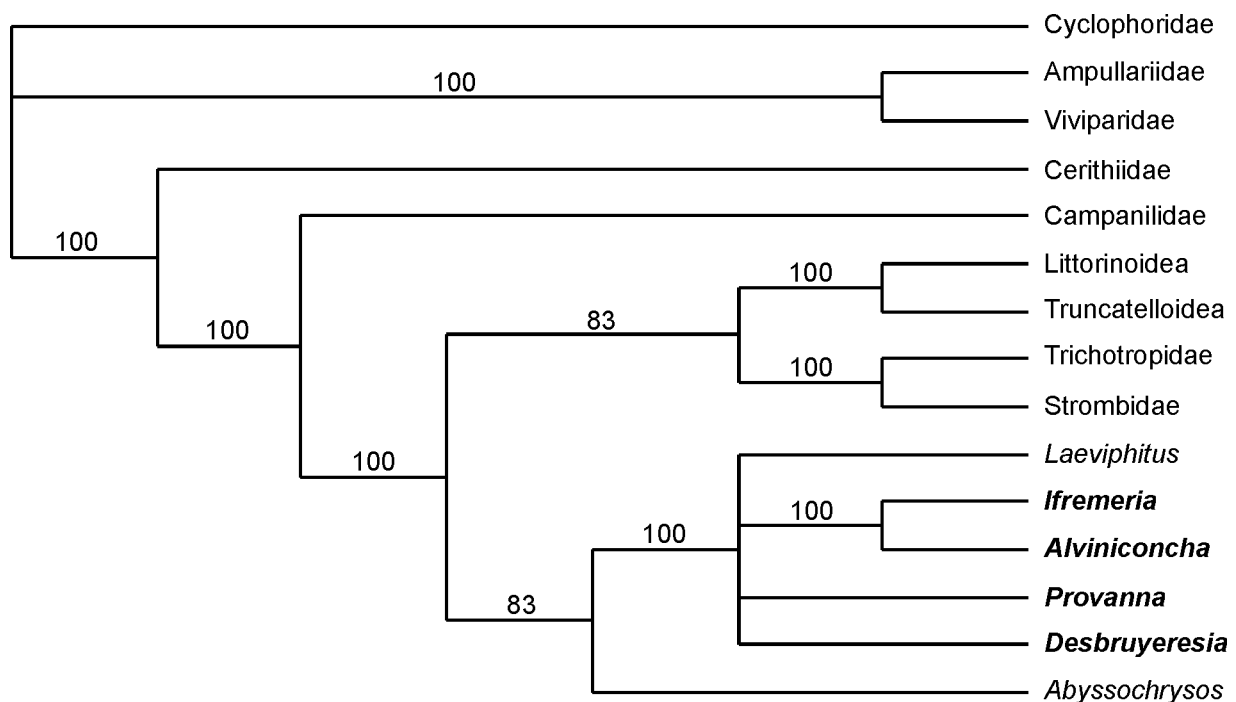 Cyclophoridae
100
Ampullariidae
Viviparidae
Cerithiidae
100
Campanilidae
100
Littorinoidea
100
Truncatelloidea
83
100
Trichotropidae
Strombidae
100
Laeviphitus
100
Ifremeria
100
Alviniconcha
Provanna
83
Desbruyeresia
Abyssochrysos